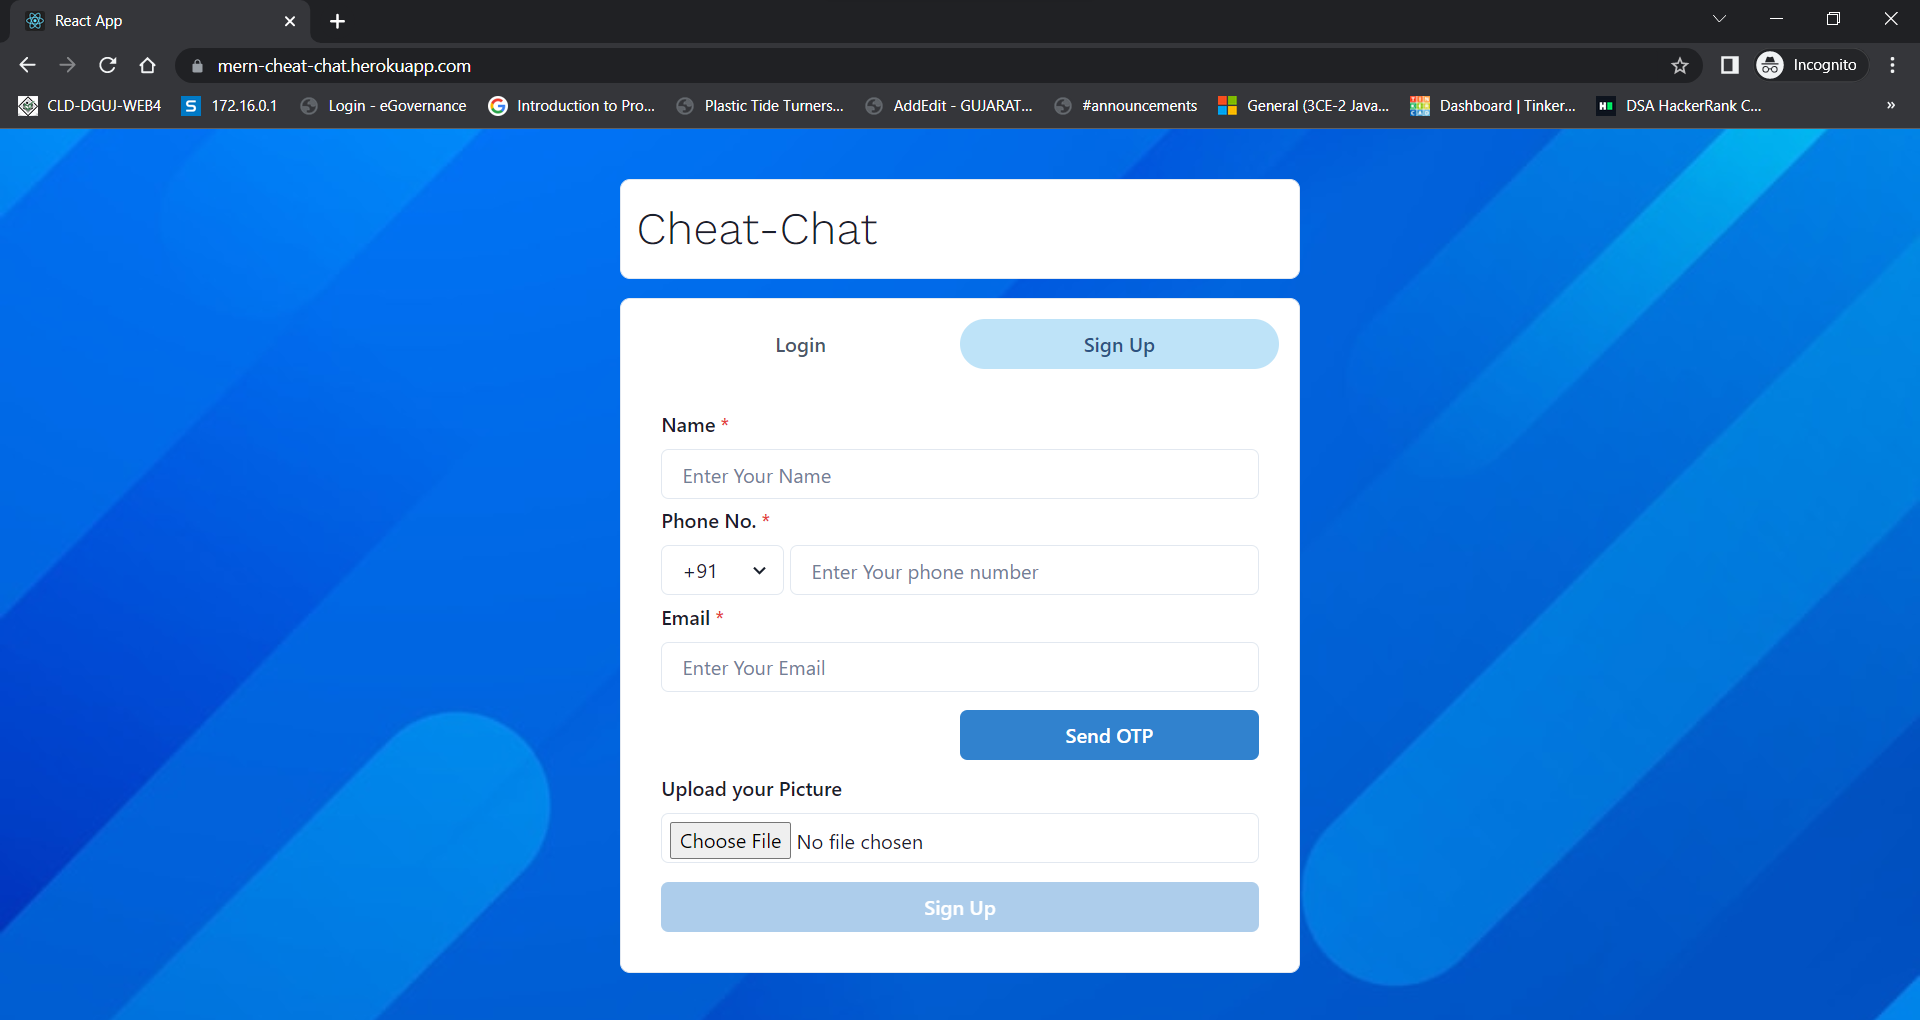 React App
mern-cheat-chat.herokuapp.com
Incognito
CLD-DGUJ-WEB4 172.16.0.1 Login - eGovernance Introduction to Pro... Plastic Tide Turners... AddEdit - GUJARAT... #announcements General (3CE-2 Java... Dashboard | Tinker... DSA HackerRank C... »
Cheat-Chat
Login Sign Up
Name *
Enter Your Name
Phone No. *
+91 Enter Your phone number
Email *
Enter Your Email
Send OTP
Upload your Picture
Choose File No file chosen
Sign Up